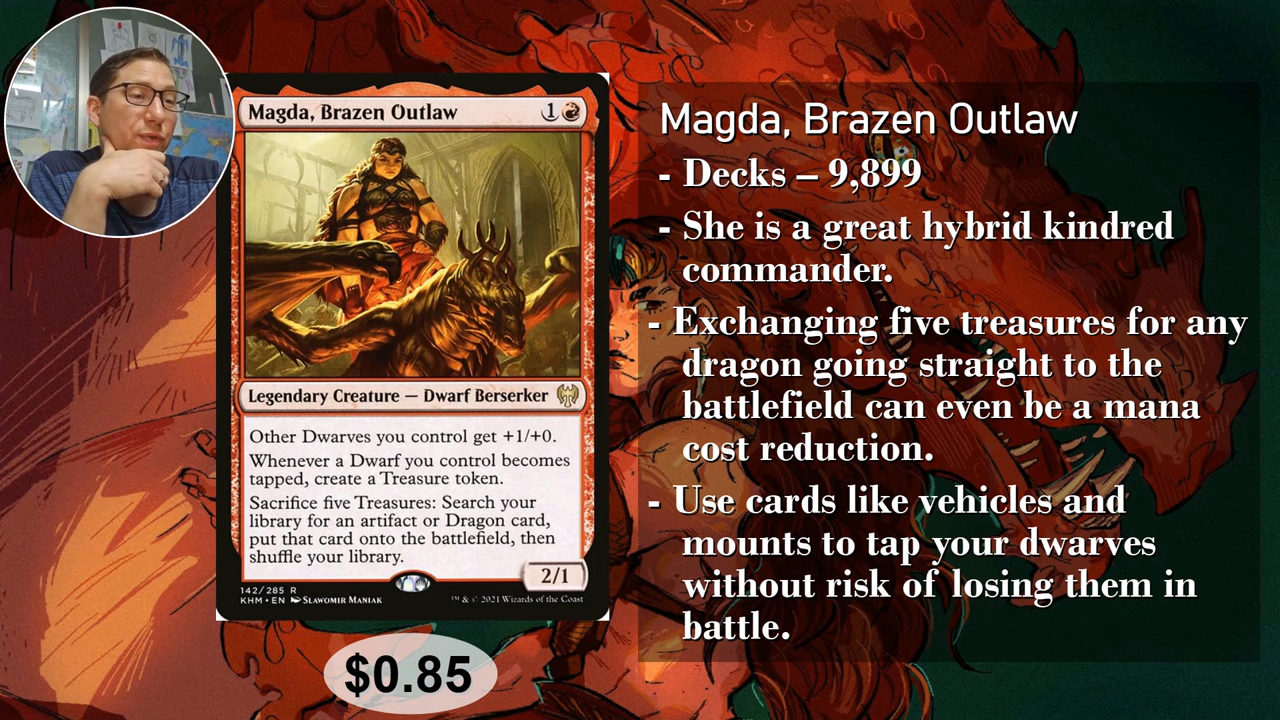 Magda, Brazen Outlaw
1
Legendary Creature — Dwarf Berserker
Other Dwarves you control get +1/+0.
Whenever a Dwarf you control becomes
tapped, create a Treasure token.
Sacrifice five Treasures: Search your
library for an artifact or Dragon card,
put that card onto the battlefield, then
shuffle your library.
2/1
142/285 R
KHM • EN SLAWOMIR MANIAK
™ & © 2021 Wizards of the Coast
$0.85
Magda, Brazen Outlaw
- Decks – 9,899
- She is a great hybrid kindred
commander.
- Exchanging five treasures for any
dragon going straight to the
battlefield can even be a mana
cost reduction.
- Use cards like vehicles and
mounts to tap your dwarves
without risk of losing them in
battle.